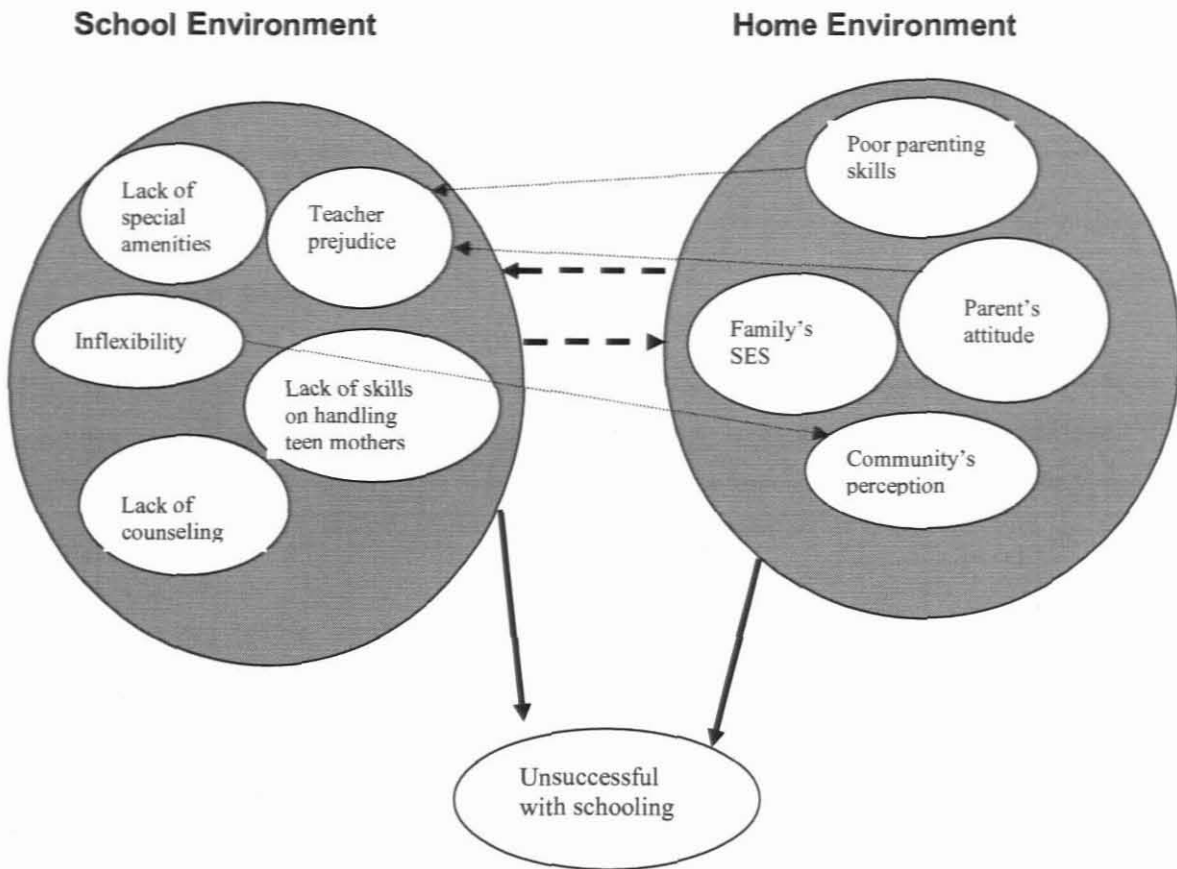 School Environment
Home Environment
Lack of
special
amenities
Teacher
prejudice
Inflexibility
Lack of skills
on handling
teen mothers
Lack of
counseling
Poor parenting
skills
Family's
SES
Parent's
attitude
Community's
perception
Unsuccessful
with schooling